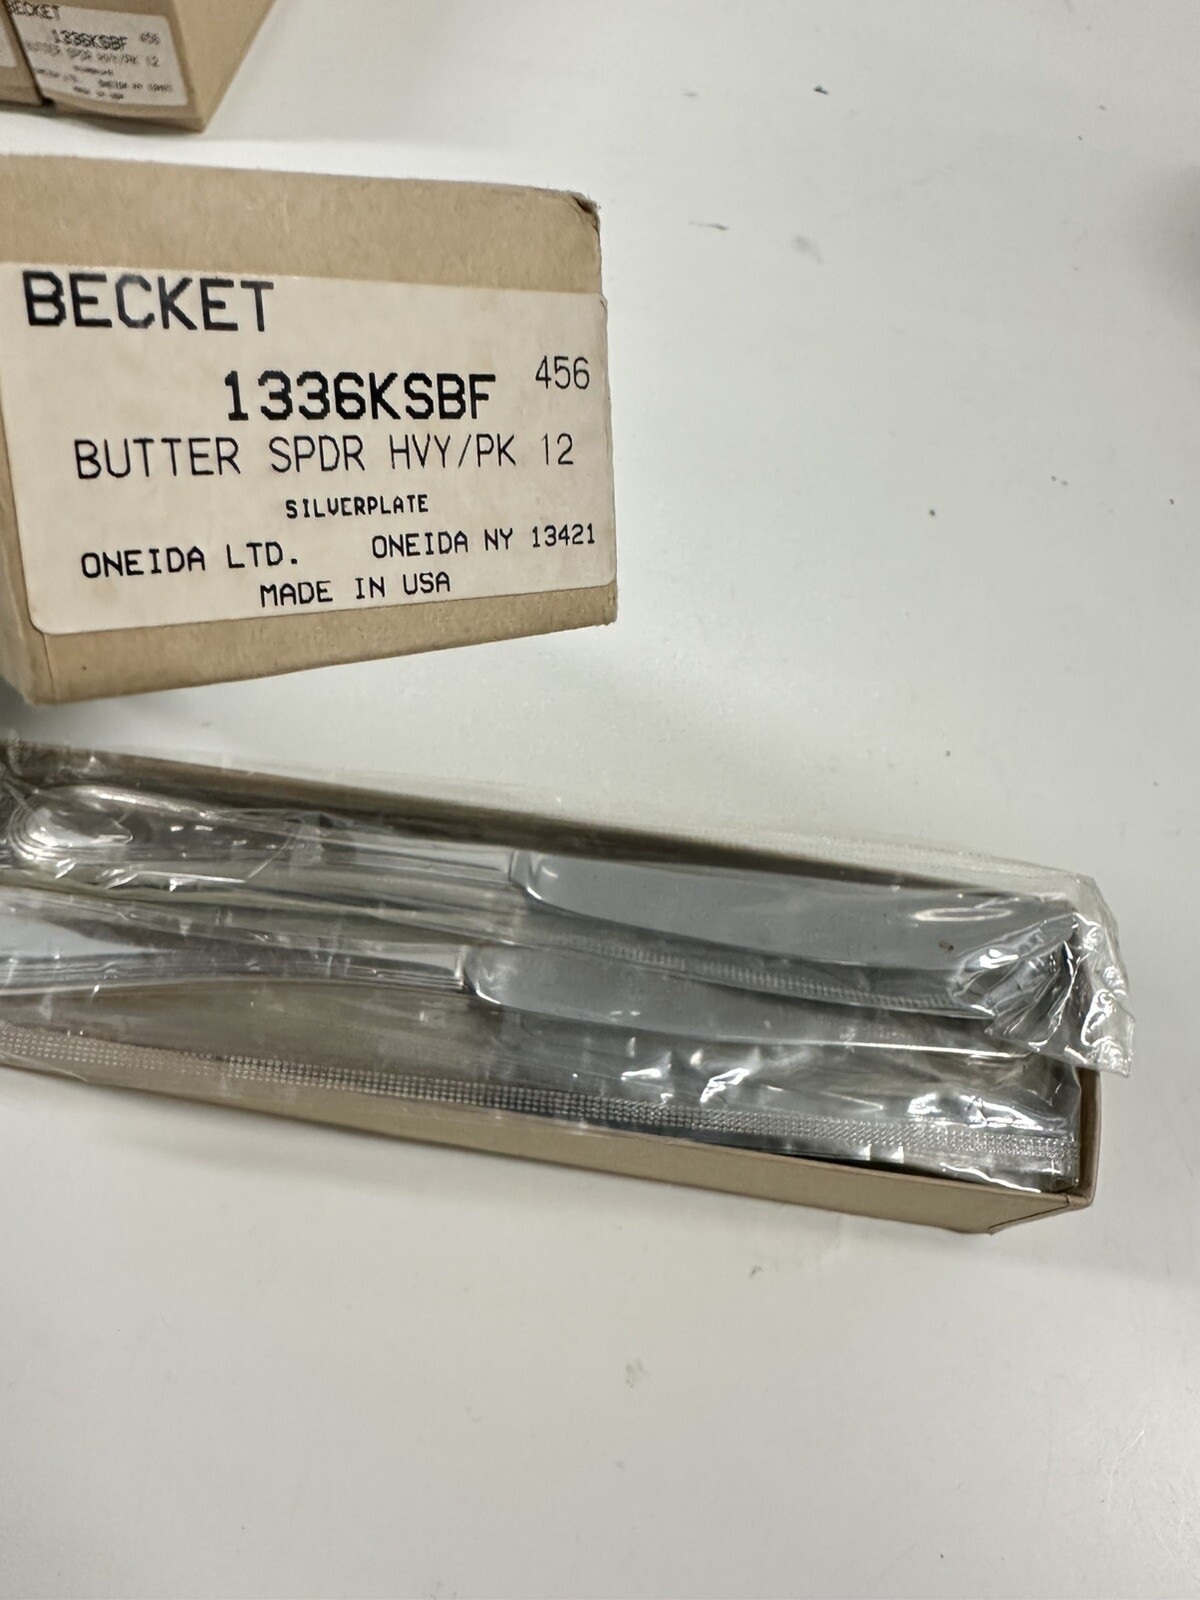 BECKET
1336KSBF 456
BUTTER SPDR HVY/PK 12
BECKET
1336KSBF 456
BUTTER SPDR HVY/PK 12
SILVERPLATE
ONEIDA LTD. ONEIDA NY 13421
MADE IN USA